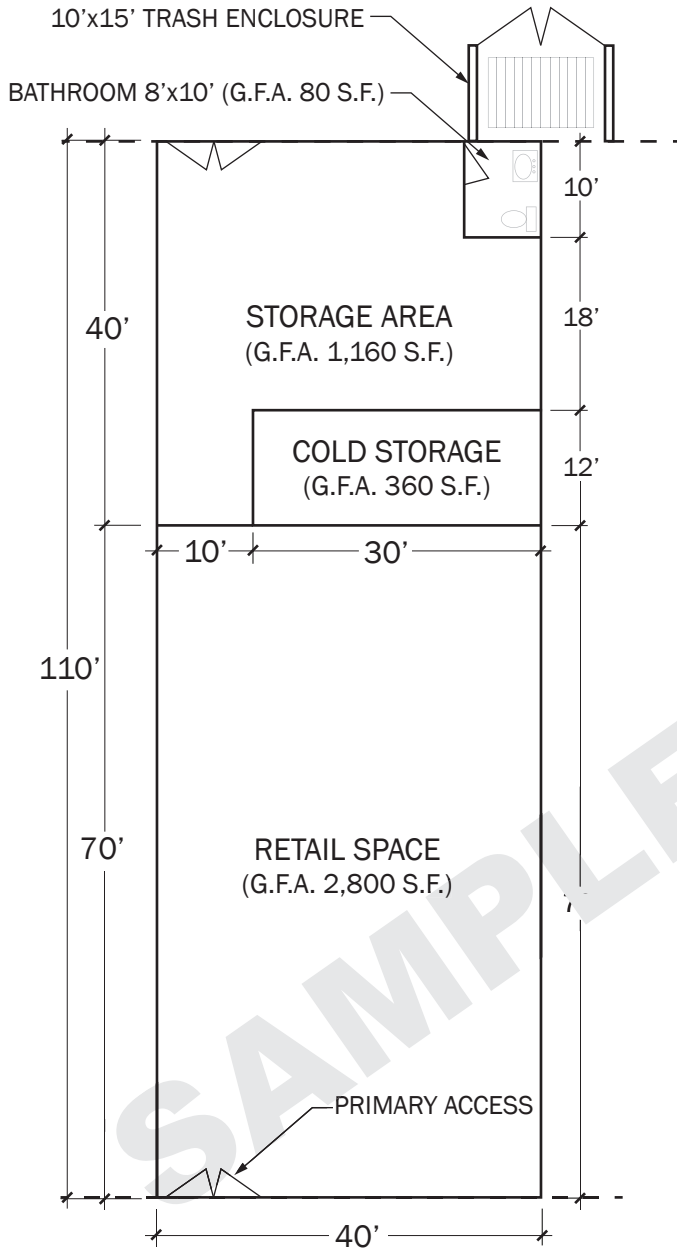 10’x15’ TRASH ENCLOSURE
BATHROOM 8’x10’ (G.F.A. 80 S.F.)
10’
40’
STORAGE AREA
(G.F.A. 1,160 S.F.)
18’
COLD STORAGE
(G.F.A. 360 S.F.)
12’
10’
30’
110’
70’
RETAIL SPACE
(G.F.A. 2,800 S.F.)
SAMPLE
PRIMARY ACCESS
40’